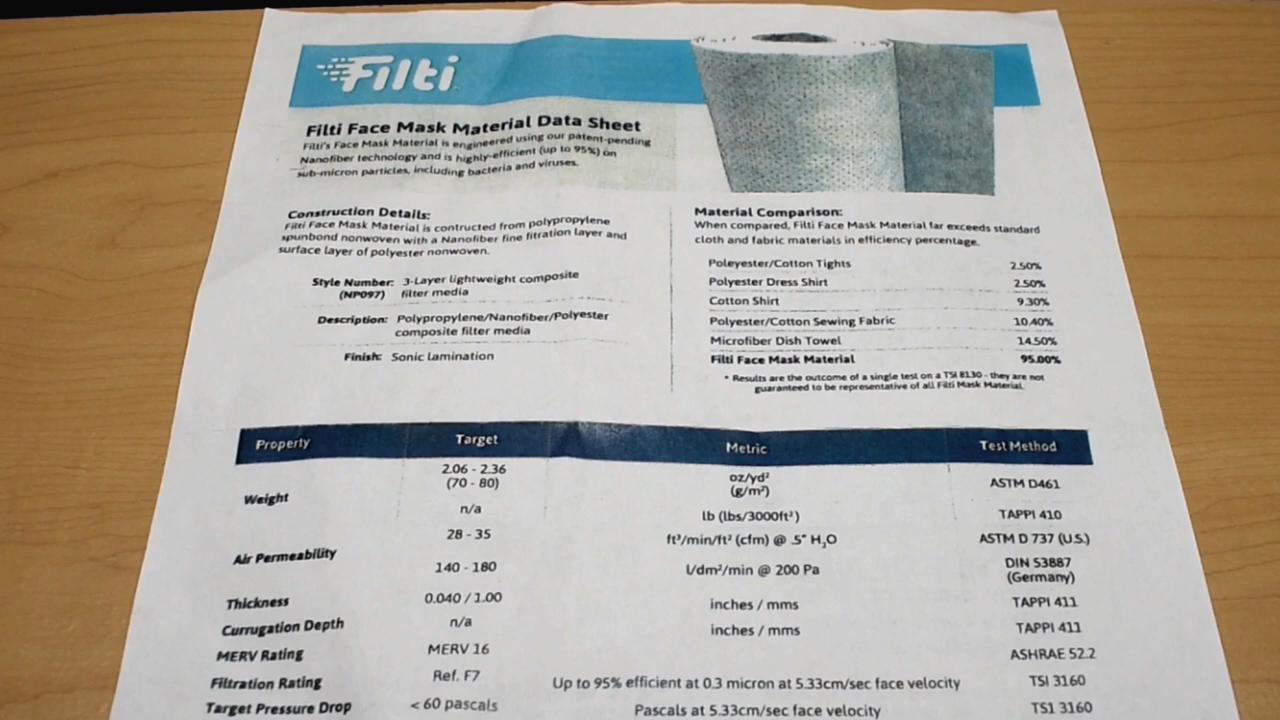 Filti
Filti Face Mask Material Data Sheet
Filti's Face Mask Material is engineered using our patent-pending
Nanofiber technology and is highly-efficient (up to 95%) on
sub-micron particles, including bacteria and viruses.
Construction Details:
Filti Face Mask Material is contructed from polypropylene
spunbond nonwoven with a Nanofiber fine fitration layer and
surface layer of polyester nonwoven.
Style Number: 3-Layer lightweight composite
(NP097) filter media
Description: Polypropylene/Nanofiber/Polyester
composite filter media
Finish: Sonic lamination
Material Comparison:
When compared, Filti Face Mask Material far exceeds standard
cloth and fabric materials in efficiency percentage.
Poleyester/Cotton Tights 2.50%
Polyester Dress Shirt 2.50%
Cotton Shirt 9.30%
Polyester/Cotton Sewing Fabric 10.40%
Microfiber Dish Towel 14.50%
Filti Face Mask Material 95.00%
* Results are the outcome of a single test on a TSI 8130 - they are not
guaranteed to be representative of all Filti Mask Material.
Property Target Metric Test Method
Weight 2.06 - 2.36 oz/yd² ASTM D461
(70 - 80) (g/m²)
n/a lb (lbs/3000ft²) TAPPI 410
Air Permeability 28 - 35 ft³/min/ft² (cfm) @ .5" H₂O ASTM D 737 (U.S.)
140 - 180 l/dm²/min @ 200 Pa DIN 53887
(Germany)
Thickness 0.040 / 1.00 inches / mms TAPPI 411
Currugation Depth n/a inches / mms TAPPI 411
MERV Rating MERV 16 ASHRAE 52.2
Filtration Rating Ref. F7 Up to 95% efficient at 0.3 micron at 5.33cm/sec face velocity TSI 3160
Target Pressure Drop < 60 pascals Pascals at 5.33cm/sec face velocity TS1 3160